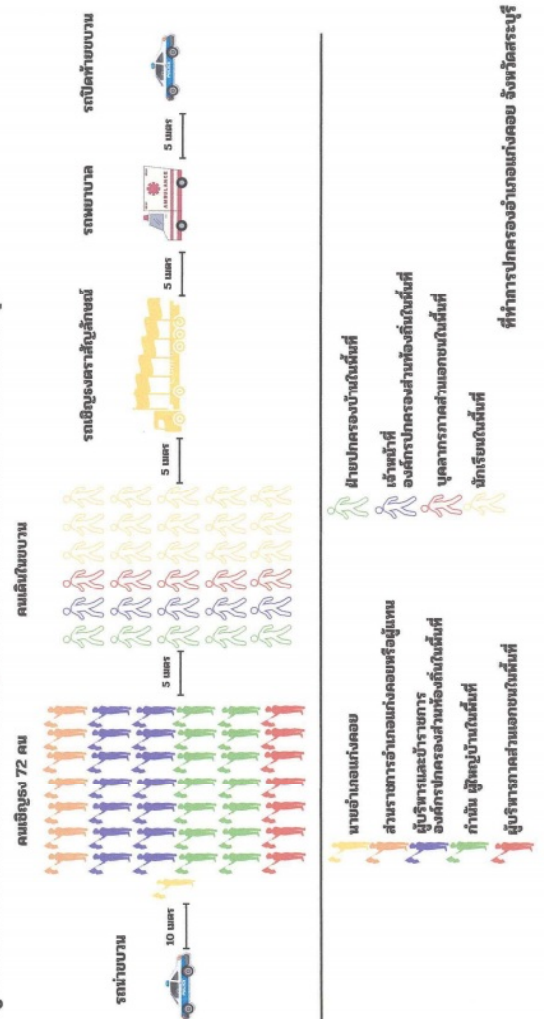 รถนำขบวน
10 เมตร
คนเชิญธง 72 คน
5 เมตร
คนเดินในขบวน
5 เมตร
รถเชิญธงตราสัญลักษณ์
5 เมตร
รถพยาบาล
AMBULANCE
5 เมตร
รถปิดท้ายขบวน
POLICE
นายอำเภอแก่งคอย
ส่วนราชการอำเภอแก่งคอยหรือผู้แทน
ผู้บริหารและข้าราชการ
องค์กรปกครองส่วนท้องถิ่นในพื้นที่
กำนัน ผู้ใหญ่บ้านในพื้นที่
ผู้บริหารภาคส่วนเอกชนในพื้นที่
ฝ่ายปกครองบ้านในพื้นที่
เจ้าหน้าที่
องค์กรปกครองส่วนท้องถิ่นในพื้นที่
บุคลากรภาคส่วนเอกชนในพื้นที่
นักเรียนในพื้นที่
ที่ทำการปกครองอำเภอแก่งคอย จังหวัดสระบุรี